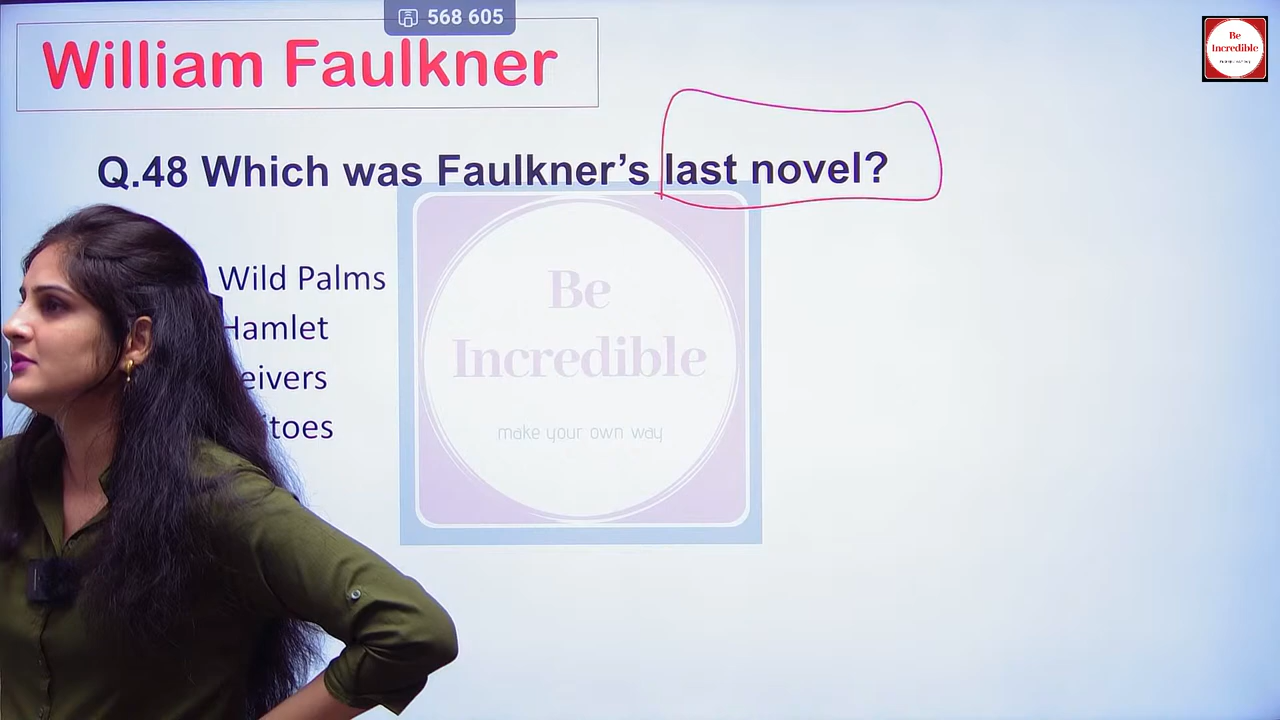 568 605
William Faulkner
Be
Incredible
Q.48 Which was Faulkner’s last novel?
Wild Palms
Hamlet
eivers
itoes
Be
Incredible
make your own way